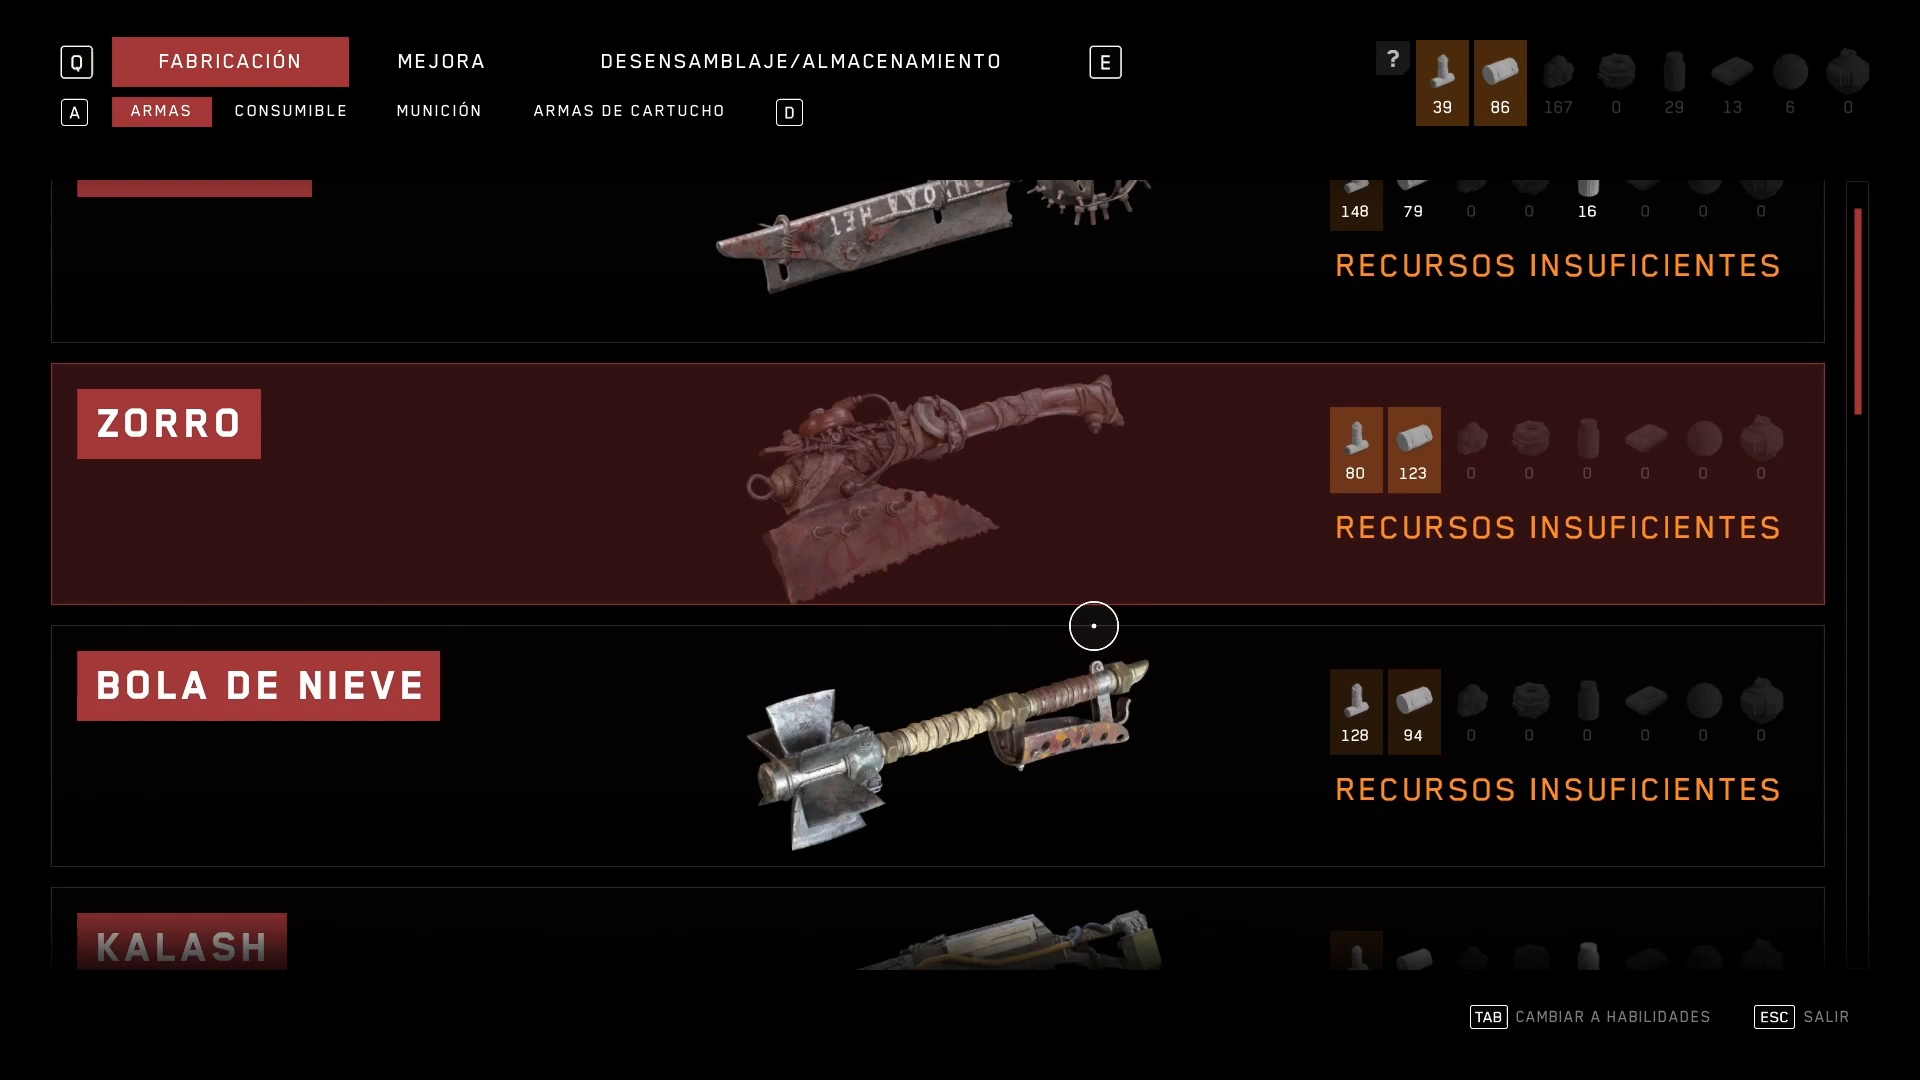 Q FABRICACIÓN MEJORA DESENSAMBLAJE/ALMACENAMIENTO E
?
39 86 167 0 29 13 6 0
A ARMAS CONSUMIBLE MUNICIÓN ARMAS DE CARTUCHO D
148 79 0 0 16 0 0 0
RECURSOS INSUFICIENTES
ZORRO
80 123 0 0 0 0 0 0
RECURSOS INSUFICIENTES
BOLA DE NIEVE
128 94 0 0 0 0 0 0
RECURSOS INSUFICIENTES
KALASH
TAB CAMBIAR A HABILIDADES ESC SALIR